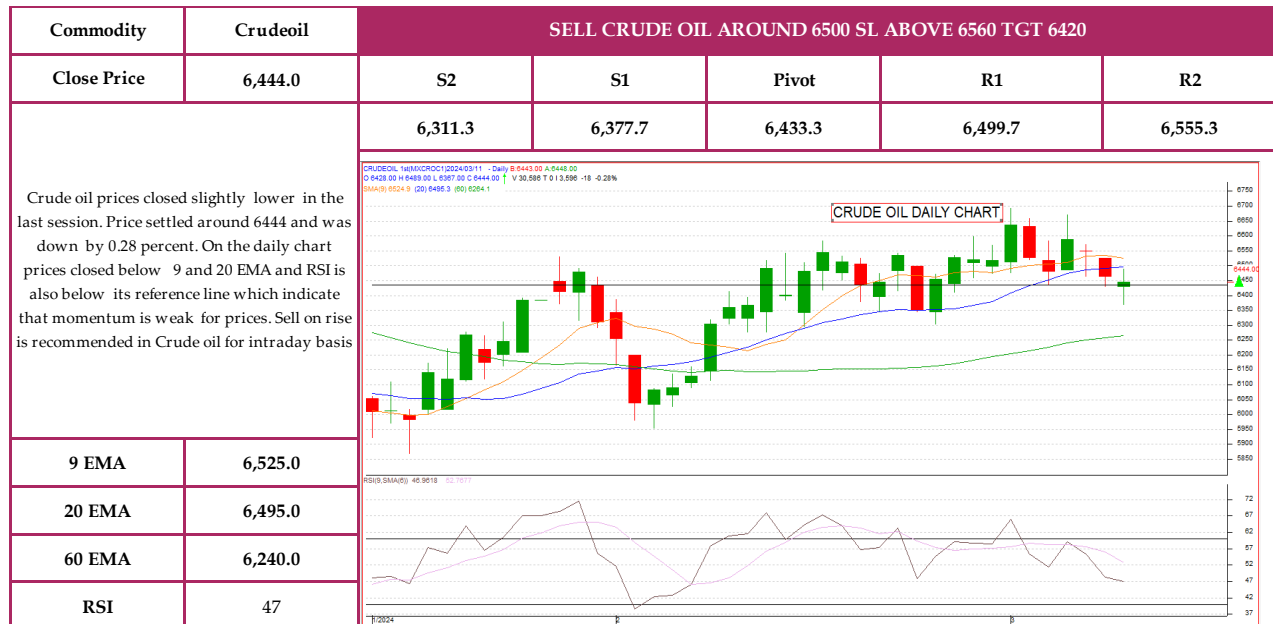 Commodity Crudeoil SELL CRUDE OIL AROUND 6500 SL ABOVE 6560 TGT 6420
Close Price 6,444.0 S2 S1 Pivot R1 R2
6,311.3 6,377.7 6,433.3 6,499.7 6,555.3
Crude oil prices closed slightly lower in the
last session. Price settled around 6444 and was
down by 0.28 percent. On the daily chart
prices closed below 9 and 20 EMA and RSI is
also below its reference line which indicate
that momentum is weak for prices. Sell on rise
is recommended in Crude oil for intraday basis
9 EMA 6,525.0
20 EMA 6,495.0
60 EMA 6,240.0
RSI 47
CRUDEOIL 1st(MXCROC1)2024/03/11 - Daily B:6443.00 A:6448.00
O 6428.00 H 6489.00 L 6367.00 C 6444.00 V 30,586 T 0 I 3,596 -18 -0.28%
SMA(9) 6524.9 (20) 6495.3 (60) 6264.1
CRUDE OIL DAILY CHART
6750
6700
6650
6600
6550
6444.00
6450
6400
6350
6300
6250
6200
6150
6100
6050
6000
5950
5900
5850
RSI(9,SMA(6)) 46.9618 52.7677
72
67
62
57
52
47
42
37
1/2024 2 3